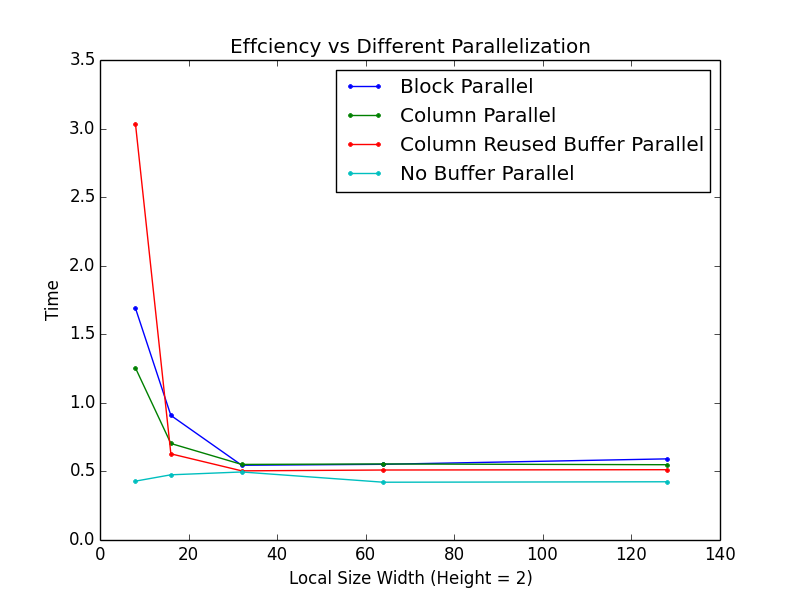 Effciency vs Different Parallelization
3.5
3.0
2.5
2.0
1.5
1.0
0.5
0.0
Time
Block Parallel
Column Parallel
Column Reused Buffer Parallel
No Buffer Parallel
0 20 40 60 80 100 120 140
Local Size Width (Height = 2)